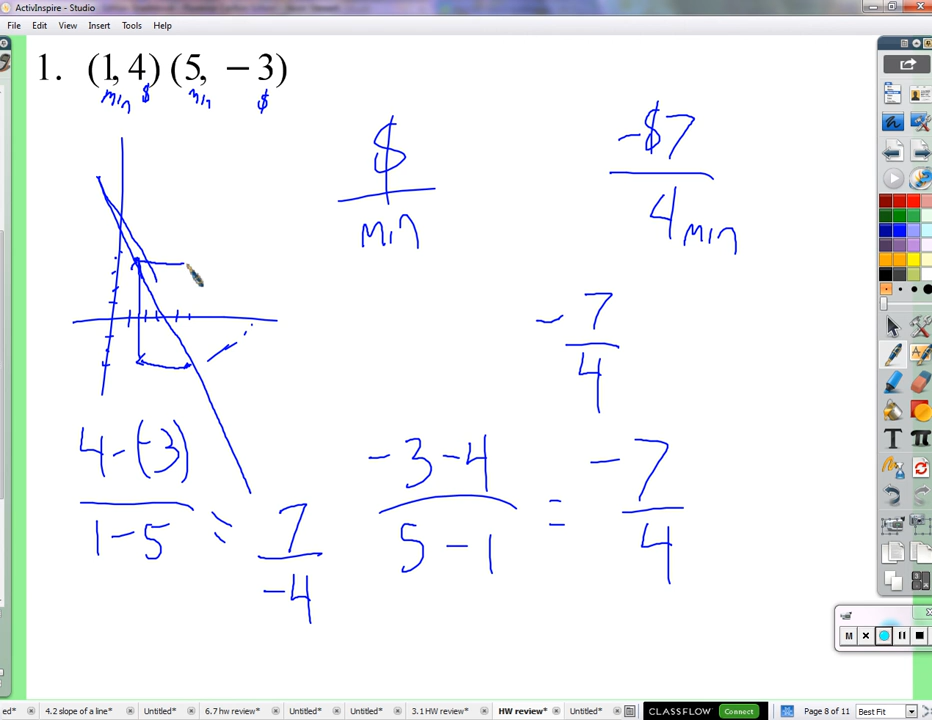 ActivInspire - Studio
File Edit View Insert Tools Help
1. (1, 4) (5, − 3)
min $ min $
$
min
-$7
4 min
- 7
4
4-(-3)
1-5
=
7
-4
-3-4
5-1
=
-7
4
M
ed* 4.2 slope of a line* Untitled* 6.7 hw review* Untitled* Untitled* 3.1 HW review* HW review* Untitled* CLASSFLOW Connect Page 8 of 11 Best Fit